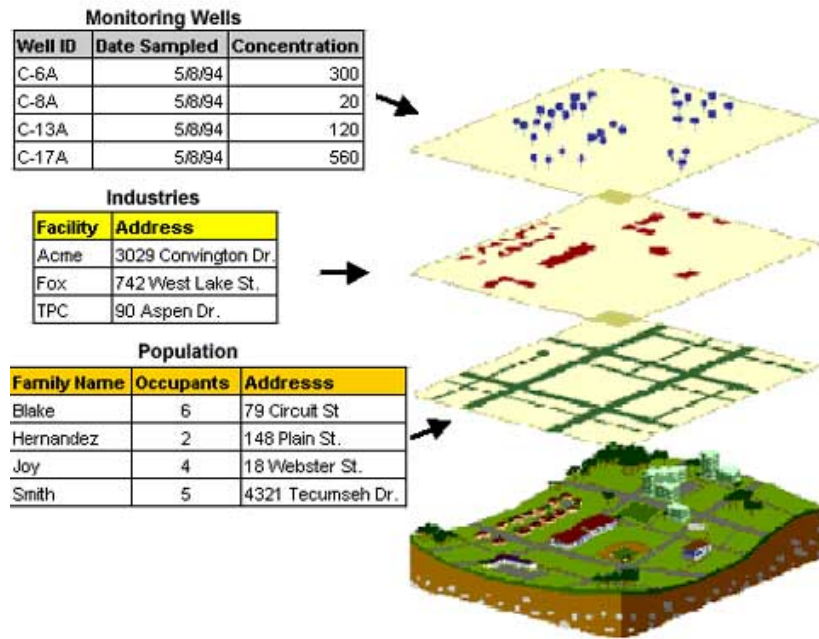 Monitoring Wells
Well ID Date Sampled Concentration
C-6A 5/8/94 300
C-8A 5/8/94 20
C-13A 5/8/94 120
C-17A 5/8/94 560
Industries
Facility Address
Acme 3029 Convington Dr.
Fox 742 West Lake St.
TPC 90 Aspen Dr.
Population
Family Name Occupants Addresss
Blake 6 79 Circuit St
Hernandez 2 148 Plain St.
Joy 4 18 Webster St.
Smith 5 4321 Tecumseh Dr.